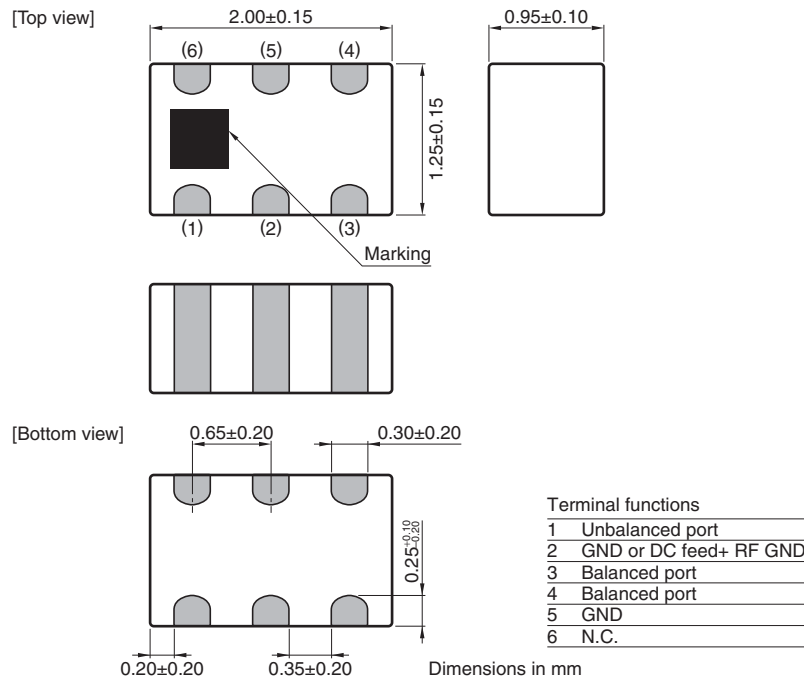 [Top view]
2.00±0.15
0.95±0.10
(6) (5) (4)
1.25±0.15
(1) (2) (3)
Marking
[Bottom view]
0.65±0.20
0.30±0.20
0.25+0.10−0.20
0.20±0.20
0.35±0.20
Dimensions in mm
Terminal functions
1 Unbalanced port
2 GND or DC feed+ RF GND
3 Balanced port
4 Balanced port
5 GND
6 N.C.